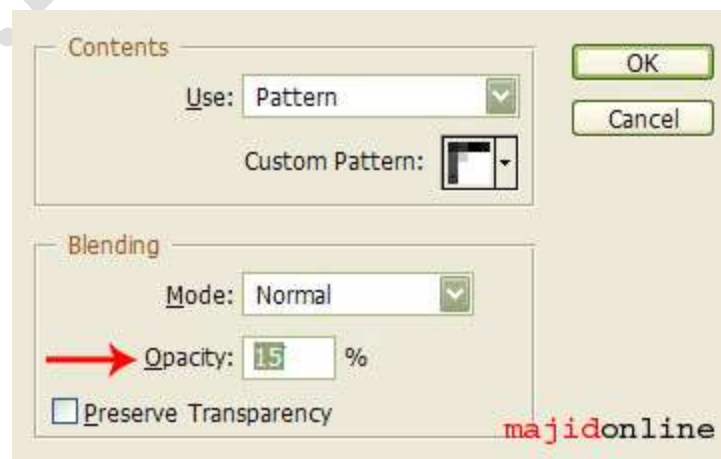 Contents
Use: Pattern
Custom Pattern:
OK
Cancel
Blending
Mode: Normal
Opacity: 15 %
Preserve Transparency
majidonline